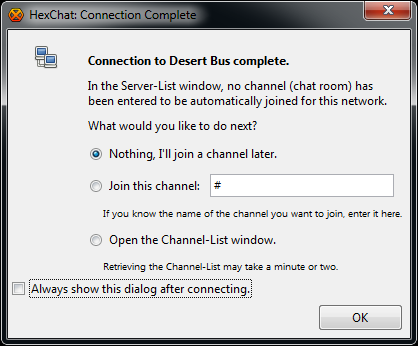 HexChat: Connection Complete
Connection to Desert Bus complete.
In the Server-List window, no channel (chat room) has
been entered to be automatically joined for this network.
What would you like to do next?
Nothing, I'll join a channel later.
Join this channel: #
If you know the name of the channel you want to join, enter it here.
Open the Channel-List window.
Retrieving the Channel-List may take a minute or two.
Always show this dialog after connecting.
OK